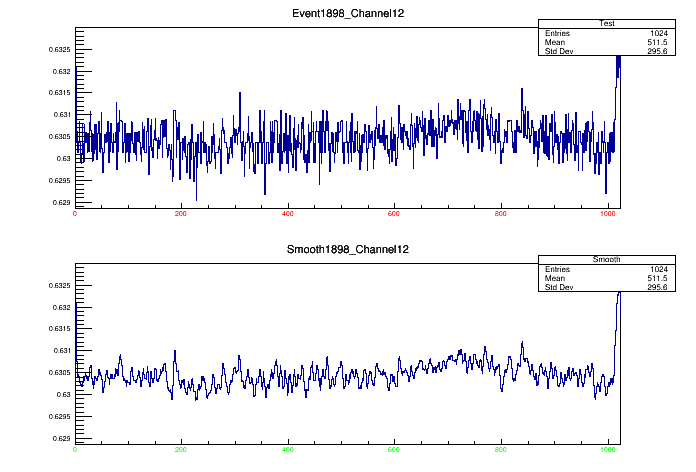 Event1898_Channel12
Test
Entries 1024
Mean 511.5
Std Dev 295.6
0.6325
0.632
0.6315
0.631
0.6305
0.63
0.6295
0.629
0 200 400 600 800 1000
Smooth1898_Channel12
Smooth
Entries 1024
Mean 511.5
Std Dev 295.6
0.6325
0.632
0.6315
0.631
0.6305
0.63
0.6295
0.629
0 200 400 600 800 1000